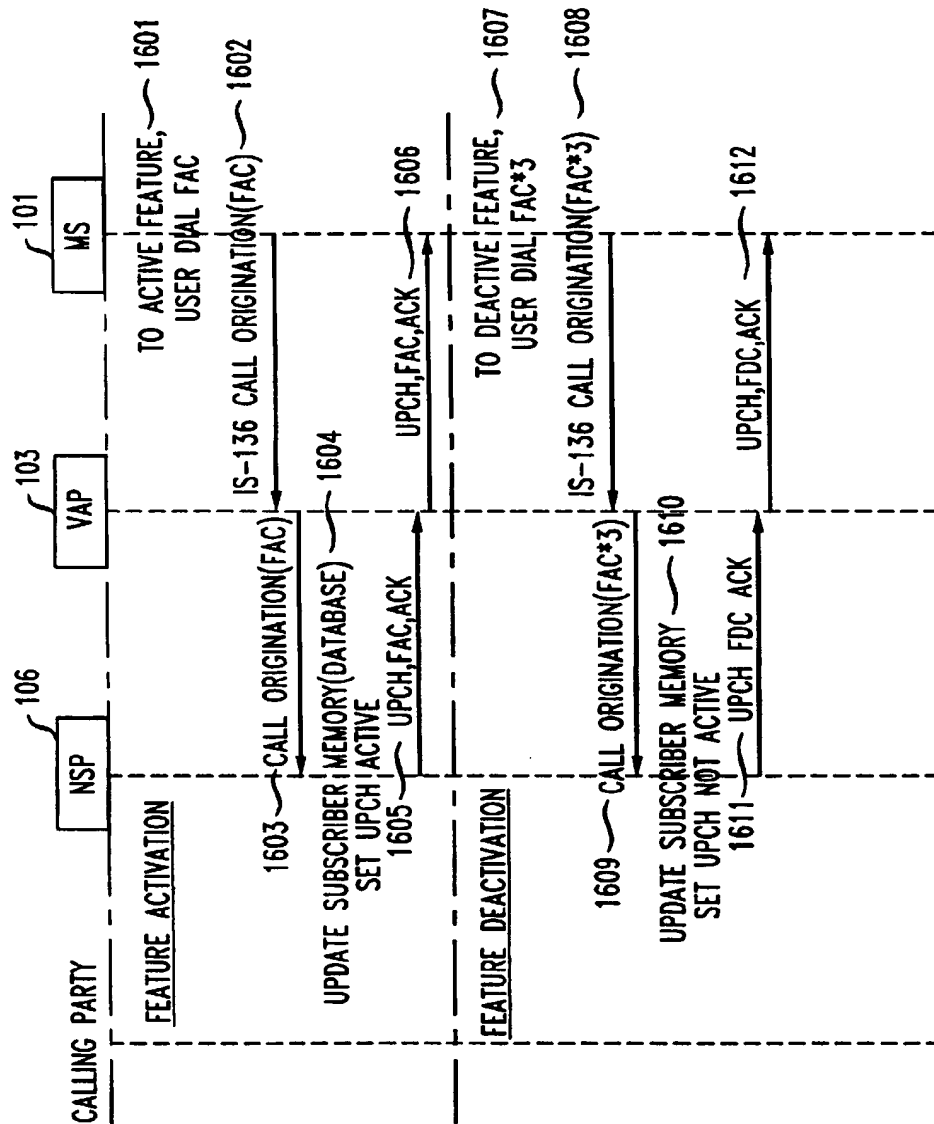 CALLING PARTY
106
NSP
103
VAP
101
MS
FEATURE ACTIVATION
TO ACTIVE FEATURE, 1601
USER DIAL FAC
IS-136 CALL ORIGINATION(FAC) 1602
1603 CALL ORIGINATION(FAC)
UPDATE SUBSCRIBER MEMORY(DATABASE) 1604
SET UPCH ACTIVE
1605 UPCH,FAC,ACK
UPCH,FAC,ACK 1606
FEATURE DEACTIVATION
TO DEACTIVE FEATURE, 1607
USER DIAL FAC*3
IS-136 CALL ORIGINATION(FAC*3) 1608
1609 CALL ORIGINATION(FAC*3)
UPDATE SUBSCRIBER MEMORY 1610
SET UPCH NOT ACTIVE
1611 UPCH FDC ACK
UPCH,FDC,ACK 1612